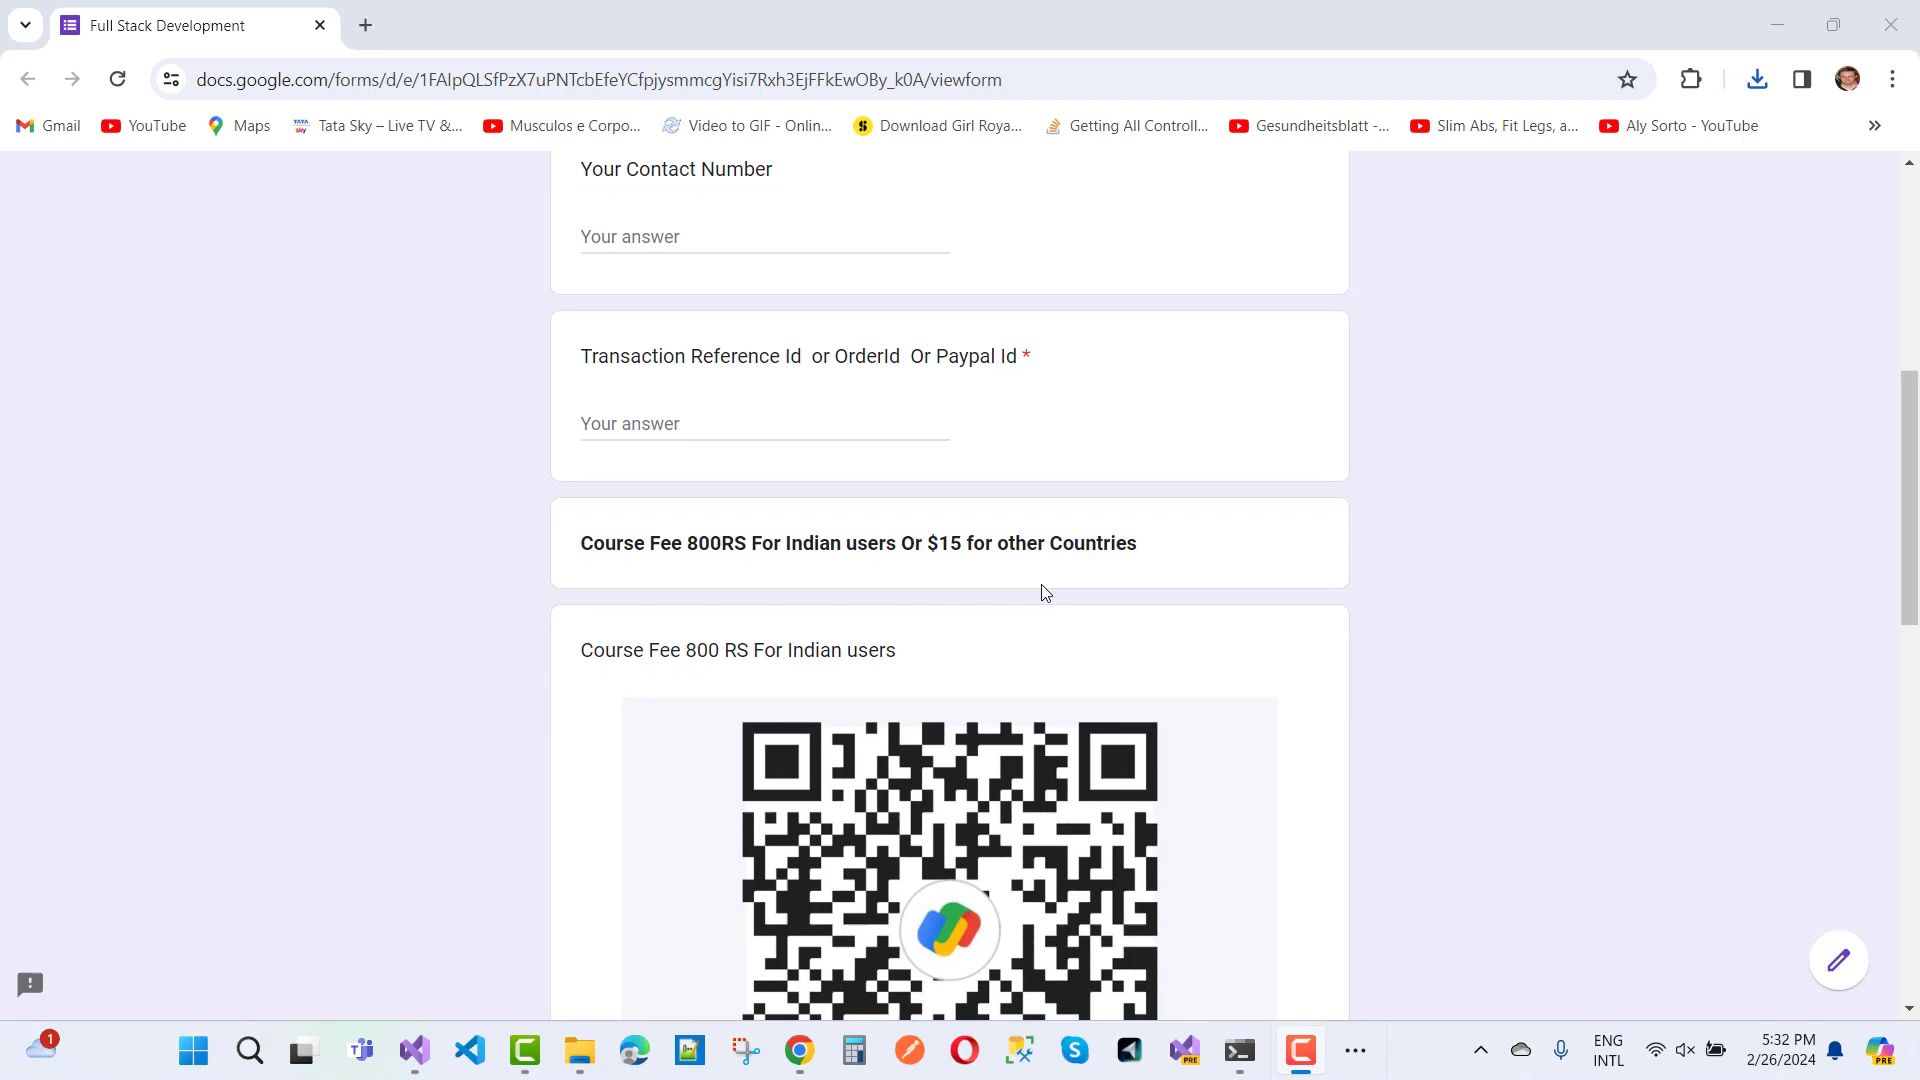 Full Stack Development
docs.google.com/forms/d/e/1FAIpQLSfPzX7uPNTcbEfeYCfpjysmmcgYisi7Rxh3EjFFkEwOBy_k0A/viewform
Gmail YouTube Maps Tata Sky – Live TV &... Musculos e Corpo... Video to GIF - Onlin... Download Girl Roya... Getting All Controll... Gesundheitsblatt -... Slim Abs, Fit Legs, a... Aly Sorto - YouTube
Your Contact Number
Your answer
Transaction Reference Id or OrderId Or Paypal Id *
Your answer
Course Fee 800RS For Indian users Or $15 for other Countries
Course Fee 800 RS For Indian users
1
ENG
INTL
5:32 PM
2/26/2024
PRE
PRE